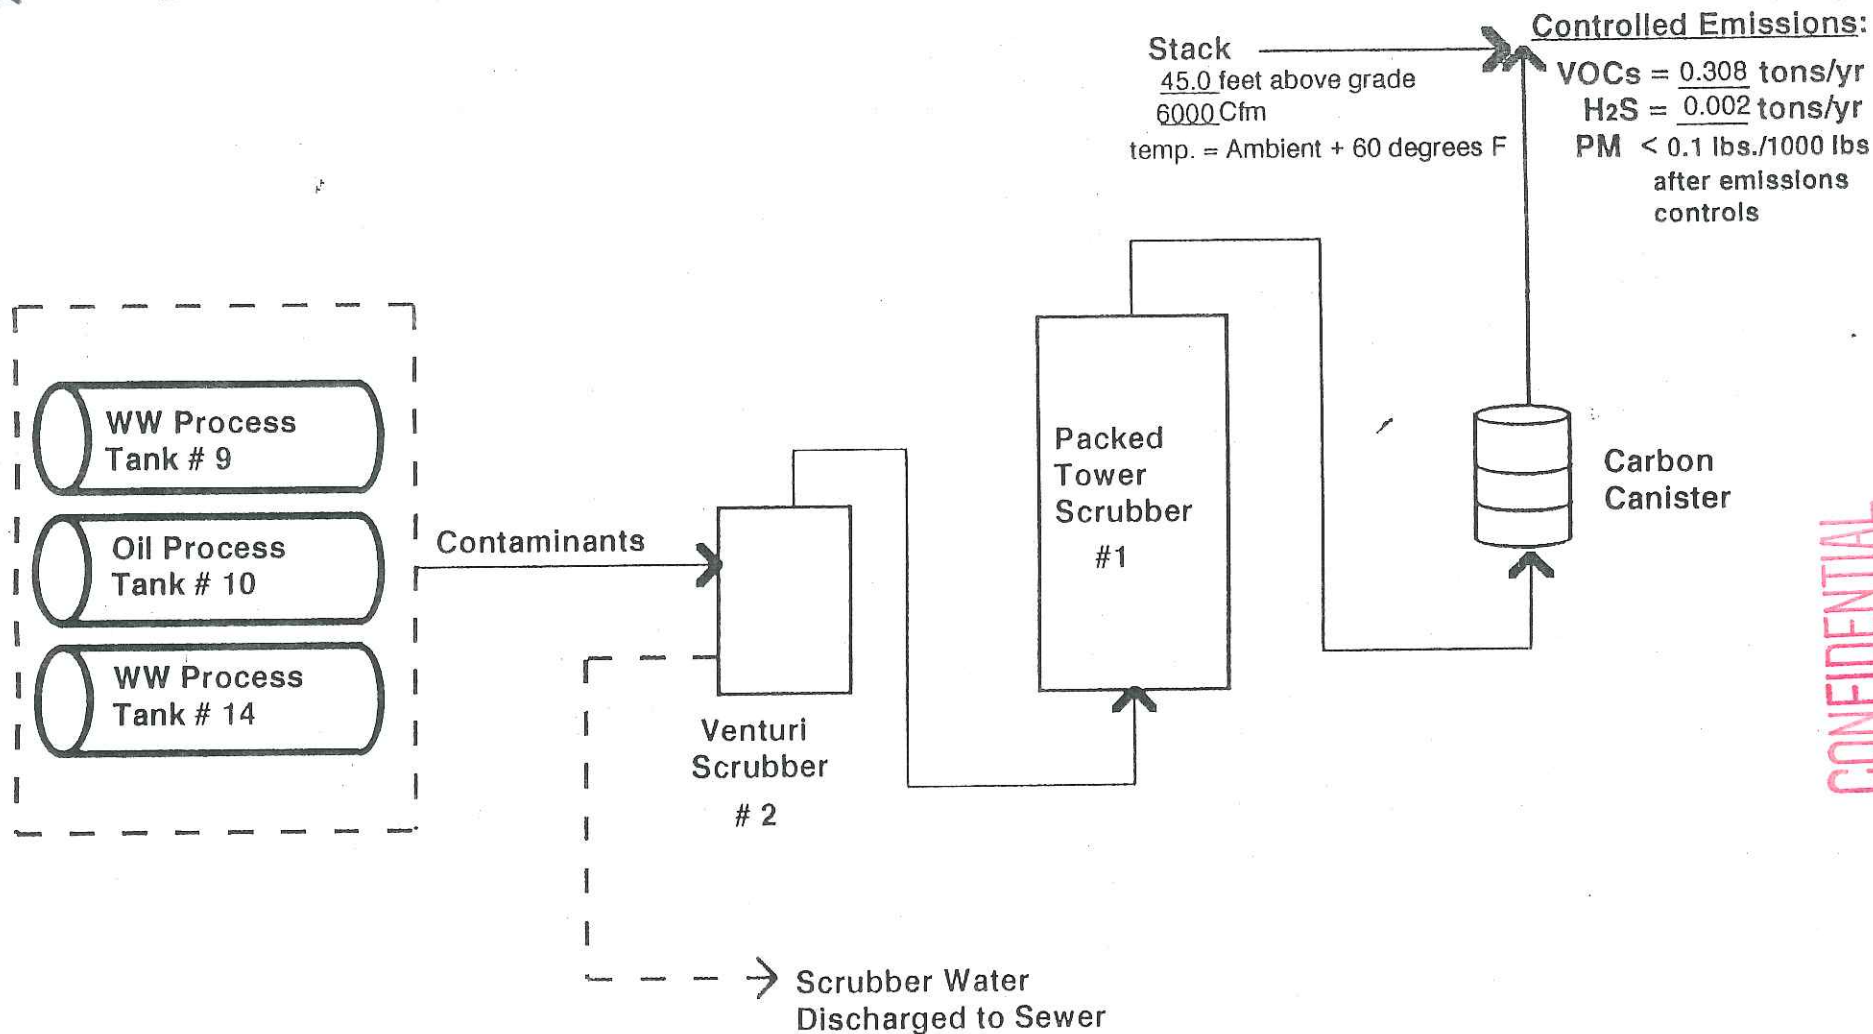 Controlled Emissions:
Stack
45.0 feet above grade
6000 Cfm
temp. = Ambient + 60 degrees F
VOCs = 0.308 tons/yr
H2S = 0.002 tons/yr
PM < 0.1 lbs./1000 lbs
after emissions
controls
WW Process
Tank # 9
Oil Process
Tank # 10
WW Process
Tank # 14
Contaminants
Venturi
Scrubber
# 2
Packed
Tower
Scrubber
#1
Carbon
Canister
CONFIDENTIAL
Scrubber Water
Discharged to Sewer